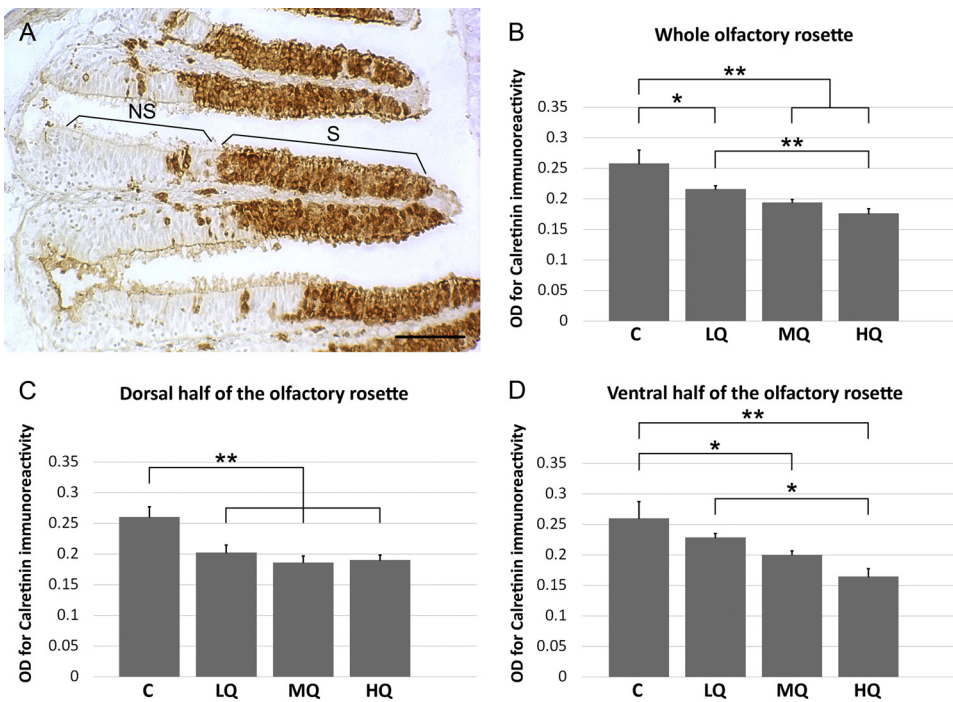 A
NS
S
B
Whole olfactory rosette
**
*
**
OD for Calretinin immunoreactivity
0.35
0.3
0.25
0.2
0.15
0.1
0.05
0
C LQ MQ HQ
C
Dorsal half of the olfactory rosette
**
OD for Calretinin immunoreactivity
0.35
0.3
0.25
0.2
0.15
0.1
0.05
0
C LQ MQ HQ
D
Ventral half of the olfactory rosette
**
*
*
OD for Calretinin immunoreactivity
0.35
0.3
0.25
0.2
0.15
0.1
0.05
0
C LQ MQ HQ